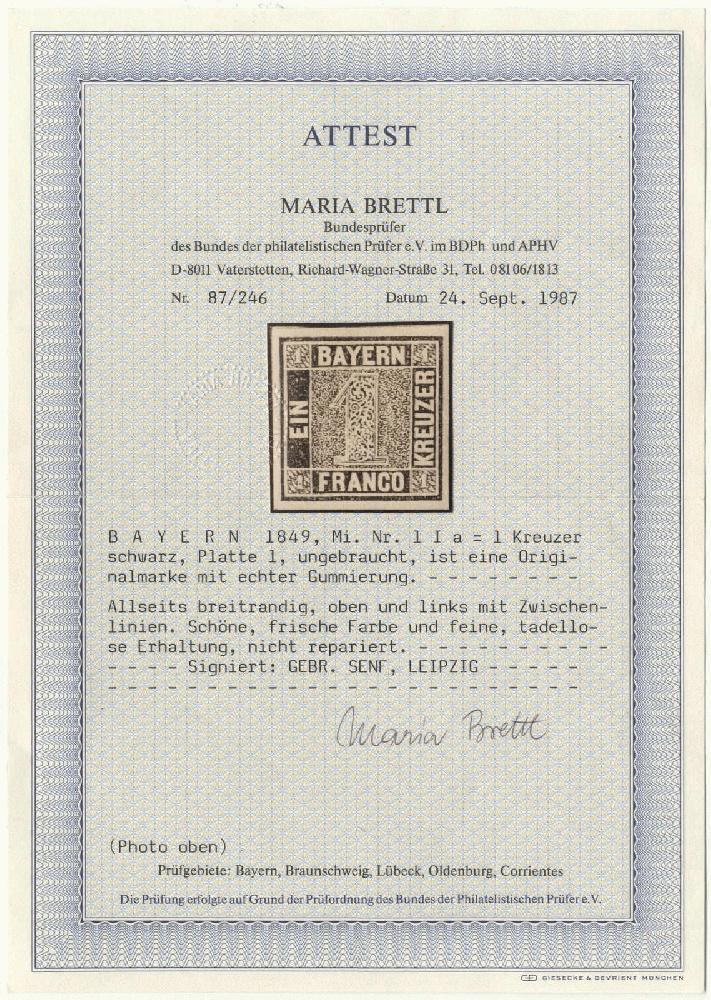 ATTEST
MARIA BRETTL
Bundesprüfer
des Bundes der philatelistischen Prüfer e.V. im BDPh und APHV
D-8011 Vaterstetten, Richard-Wagner-Straße 31, Tel. 08106/1813
Nr. 87/246 Datum 24. Sept. 1987
1 BAYERN 1
EIN 1 KREUZER
1 FRANCO 1
B A Y E R N 1849, Mi. Nr. 1 I a = 1 Kreuzer
schwarz, Platte 1, ungebraucht, ist eine Origi-
nalmarke mit echter Gummierung. - - - - - - - -
Allseits breitrandig, oben und links mit Zwischen-
linien. Schöne, frische Farbe und feine, tadello-
se Erhaltung, nicht repariert. - - - - - - - - - -
- - - - Signiert: GEBR. SENF, LEIPZIG - - - - -
- - - - - - - - - - - - - - - - - - - - - - - -
Maria Brettl
(Photo oben)
Prüfgebiete: Bayern, Braunschweig, Lübeck, Oldenburg, Corrientes
Die Prüfung erfolgte auf Grund der Prüfordnung des Bundes der Philatelistischen Prüfer e.V.
GIESECKE & DEVRIENT MÜNCHEN